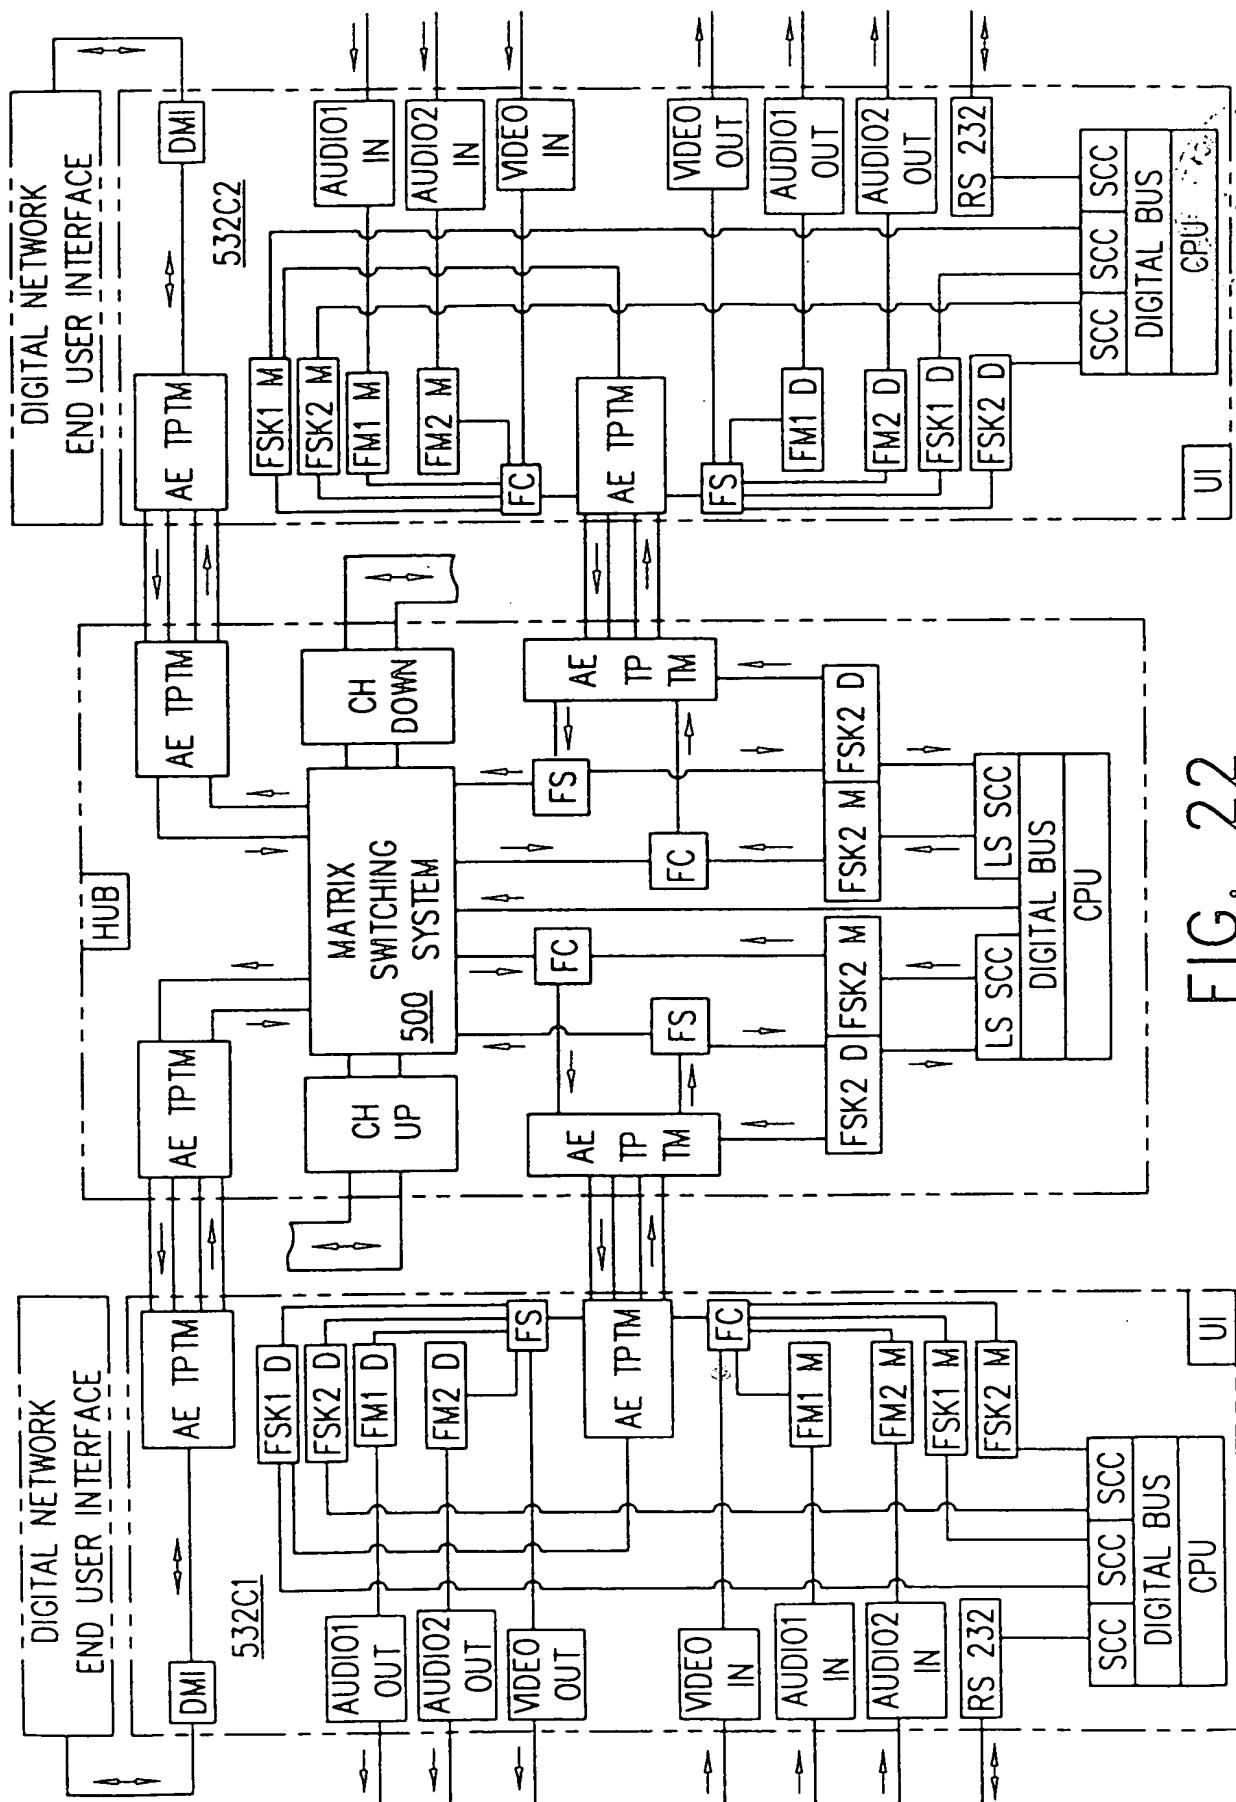 DIGITAL NETWORK
END USER INTERFACE
532C1
DMI
AE TPTM
AUDIO1
OUT
AUDIO2
OUT
VIDEO
OUT
FSK1 D
FSK2 D
FM1 D
FM2 D
FS
AE TPTM
VIDEO
IN
AUDIO1
IN
AUDIO2
IN
RS 232
FC
FM1 M
FM2 M
FSK1 M
FSK2 M
SCC
SCC
SCC
DIGITAL BUS
CPU
UI
HUB
AE TPTM
AE TPTM
CH
UP
MATRIX
SWITCHING
SYSTEM
500
CH
DOWN
AE
TP
TM
FC
FS
FS
FC
AE
TP
TM
FSK2 D
FSK2 M
FSK2 M
FSK2 D
LS SCC
LS SCC
DIGITAL BUS
CPU
DIGITAL NETWORK
END USER INTERFACE
532C2
AE TPTM
DMI
FSK1 M
FSK2 M
FM1 M
FM2 M
FC
AUDIO1
IN
AUDIO2
IN
VIDEO
IN
AE TPTM
FS
VIDEO
OUT
AUDIO1
OUT
AUDIO2
OUT
RS 232
FM1 D
FM2 D
FSK1 D
FSK2 D
SCC
SCC
SCC
DIGITAL BUS
CPU
UI
FIG. 22